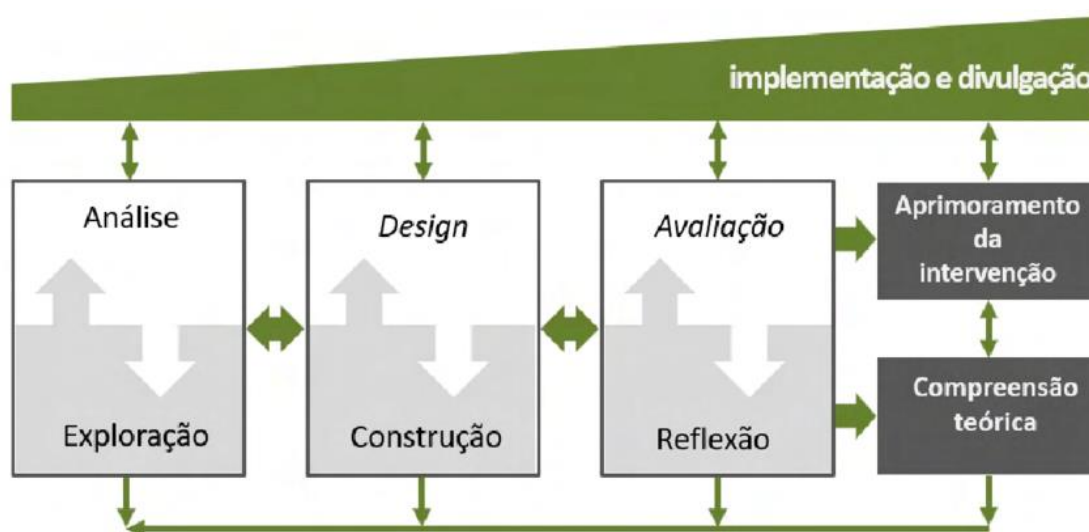 implementação e divulgação
Análise
Exploração
Design
Construção
Avaliação
Reflexão
Aprimoramento
da
intervenção
Compreensão
teórica